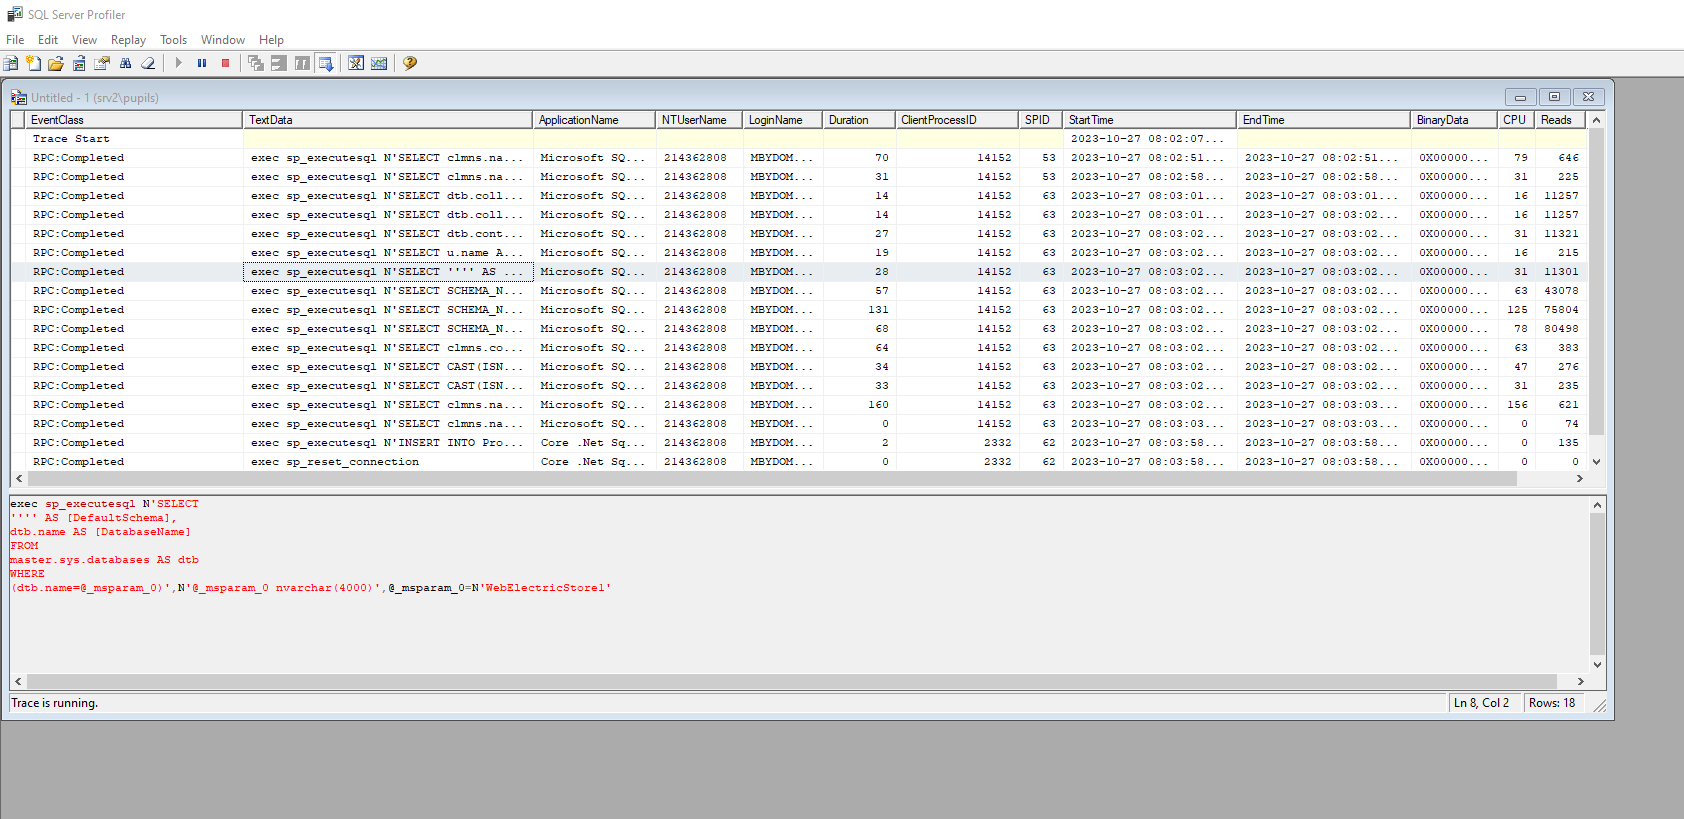 SQL Server Profiler
File Edit View Replay Tools Window Help
Untitled - 1 (srv2\pupils)
EventClass TextData ApplicationName NTUserName LoginName Duration ClientProcessID SPID StartTime EndTime BinaryData CPU Reads
Trace Start 2023-10-27 08:02:07...
RPC:Completed exec sp_executesql N'SELECT clmns.na... Microsoft SQ... 214362808 MBYDOM... 70 14152 53 2023-10-27 08:02:51... 2023-10-27 08:02:51... 0X00000... 79 646
RPC:Completed exec sp_executesql N'SELECT clmns.na... Microsoft SQ... 214362808 MBYDOM... 31 14152 53 2023-10-27 08:02:58... 2023-10-27 08:02:58... 0X00000... 31 225
RPC:Completed exec sp_executesql N'SELECT dtb.coll... Microsoft SQ... 214362808 MBYDOM... 14 14152 63 2023-10-27 08:03:01... 2023-10-27 08:03:01... 0X00000... 16 11257
RPC:Completed exec sp_executesql N'SELECT dtb.coll... Microsoft SQ... 214362808 MBYDOM... 14 14152 63 2023-10-27 08:03:01... 2023-10-27 08:03:02... 0X00000... 16 11257
RPC:Completed exec sp_executesql N'SELECT dtb.cont... Microsoft SQ... 214362808 MBYDOM... 27 14152 63 2023-10-27 08:03:02... 2023-10-27 08:03:02... 0X00000... 31 11321
RPC:Completed exec sp_executesql N'SELECT u.name A... Microsoft SQ... 214362808 MBYDOM... 19 14152 63 2023-10-27 08:03:02... 2023-10-27 08:03:02... 0X00000... 16 215
RPC:Completed exec sp_executesql N'SELECT '''' AS ... Microsoft SQ... 214362808 MBYDOM... 28 14152 63 2023-10-27 08:03:02... 2023-10-27 08:03:02... 0X00000... 31 11301
RPC:Completed exec sp_executesql N'SELECT SCHEMA_N... Microsoft SQ... 214362808 MBYDOM... 57 14152 63 2023-10-27 08:03:02... 2023-10-27 08:03:02... 0X00000... 63 43078
RPC:Completed exec sp_executesql N'SELECT SCHEMA_N... Microsoft SQ... 214362808 MBYDOM... 131 14152 63 2023-10-27 08:03:02... 2023-10-27 08:03:02... 0X00000... 125 75804
RPC:Completed exec sp_executesql N'SELECT SCHEMA_N... Microsoft SQ... 214362808 MBYDOM... 68 14152 63 2023-10-27 08:03:02... 2023-10-27 08:03:02... 0X00000... 78 80498
RPC:Completed exec sp_executesql N'SELECT clmns.co... Microsoft SQ... 214362808 MBYDOM... 64 14152 63 2023-10-27 08:03:02... 2023-10-27 08:03:02... 0X00000... 63 383
RPC:Completed exec sp_executesql N'SELECT CAST(ISN... Microsoft SQ... 214362808 MBYDOM... 34 14152 63 2023-10-27 08:03:02... 2023-10-27 08:03:02... 0X00000... 47 276
RPC:Completed exec sp_executesql N'SELECT CAST(ISN... Microsoft SQ... 214362808 MBYDOM... 33 14152 63 2023-10-27 08:03:02... 2023-10-27 08:03:02... 0X00000... 31 235
RPC:Completed exec sp_executesql N'SELECT clmns.na... Microsoft SQ... 214362808 MBYDOM... 160 14152 63 2023-10-27 08:03:02... 2023-10-27 08:03:03... 0X00000... 156 621
RPC:Completed exec sp_executesql N'SELECT clmns.na... Microsoft SQ... 214362808 MBYDOM... 0 14152 63 2023-10-27 08:03:03... 2023-10-27 08:03:03... 0X00000... 0 74
RPC:Completed exec sp_executesql N'INSERT INTO Pro... Core .Net Sq... 214362808 MBYDOM... 2 2332 62 2023-10-27 08:03:58... 2023-10-27 08:03:58... 0X00000... 0 135
RPC:Completed exec sp_reset_connection Core .Net Sq... 214362808 MBYDOM... 0 2332 62 2023-10-27 08:03:58... 2023-10-27 08:03:58... 0X00000... 0 0
exec sp_executesql N'SELECT
'''' AS [DefaultSchema],
dtb.name AS [DatabaseName]
FROM
master.sys.databases AS dtb
WHERE
(dtb.name=@_msparam_0)',N'@_msparam_0 nvarchar(4000)',@_msparam_0=N'WebElectricStore1'
Trace is running. Ln 8, Col 2 Rows: 18